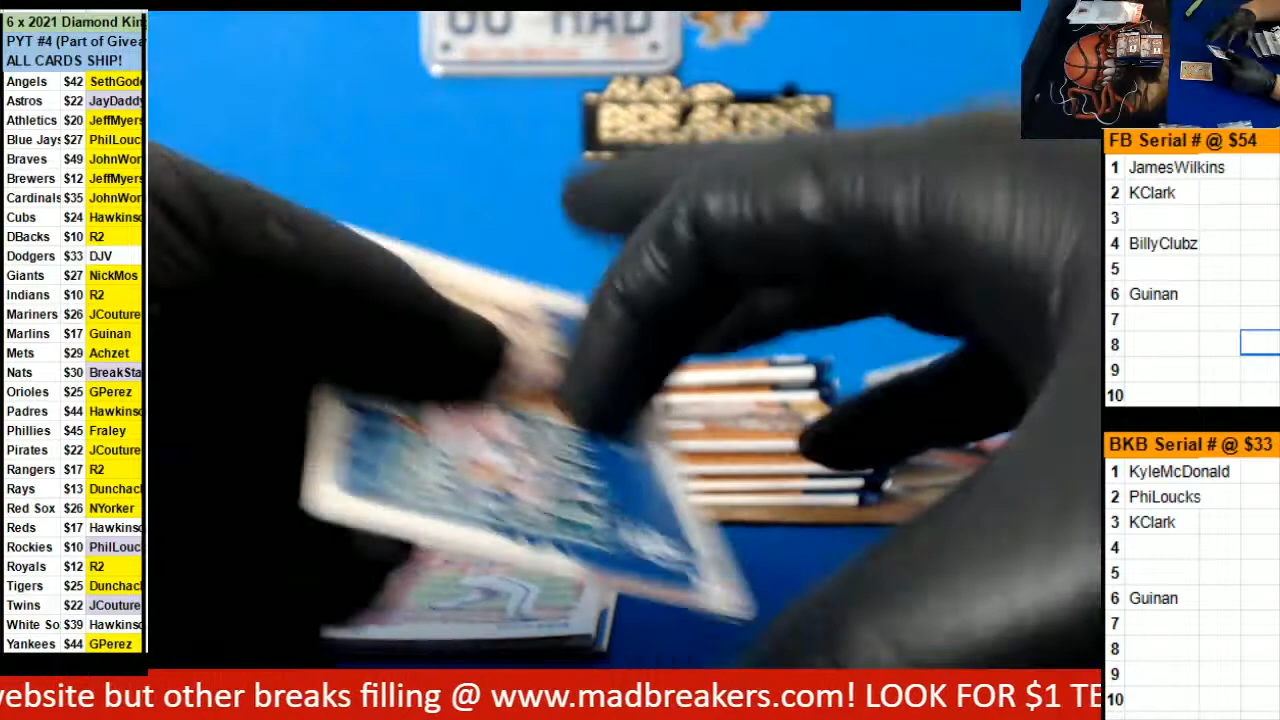 6 x 2021 Diamond Kin
PYT #4 (Part of Givea
ALL CARDS SHIP!
Angels $42 SethGod
Astros $22 JayDaddy
Athletics $20 JeffMyers
Blue Jays $27 PhilLouc
Braves $49 JohnWor
Brewers $12 JeffMyers
Cardinals $35 JohnWor
Cubs $24 Hawkins
DBacks $10 R2
Dodgers $33 DJV
Giants $27 NickMos
Indians $10 R2
Mariners $26 JCouture
Marlins $17 Guinan
Mets $29 Achzet
Nats $30 BreakSta
Orioles $25 GPerez
Padres $44 Hawkins
Phillies $45 Fraley
Pirates $22 JCouture
Rangers $17 R2
Rays $13 Dunchac
Red Sox $26 NYorker
Reds $17 Hawkins
Rockies $10 PhilLouc
Royals $12 R2
Tigers $25 Dunchac
Twins $22 JCouture
White So $39 Hawkins
Yankees $44 GPerez
MAD
BREAKERS
FB Serial # @ $54
1 JamesWilkins
2 KClark
3
4 BillyClubz
5
6 Guinan
7
8
9
10
BKB Serial # @ $33
1 KyleMcDonald
2 PhiLoucks
3 KClark
4
5
6 Guinan
7
8
9
10
website but other breaks filling @ www.madbreakers.com! LOOK FOR $1 TE